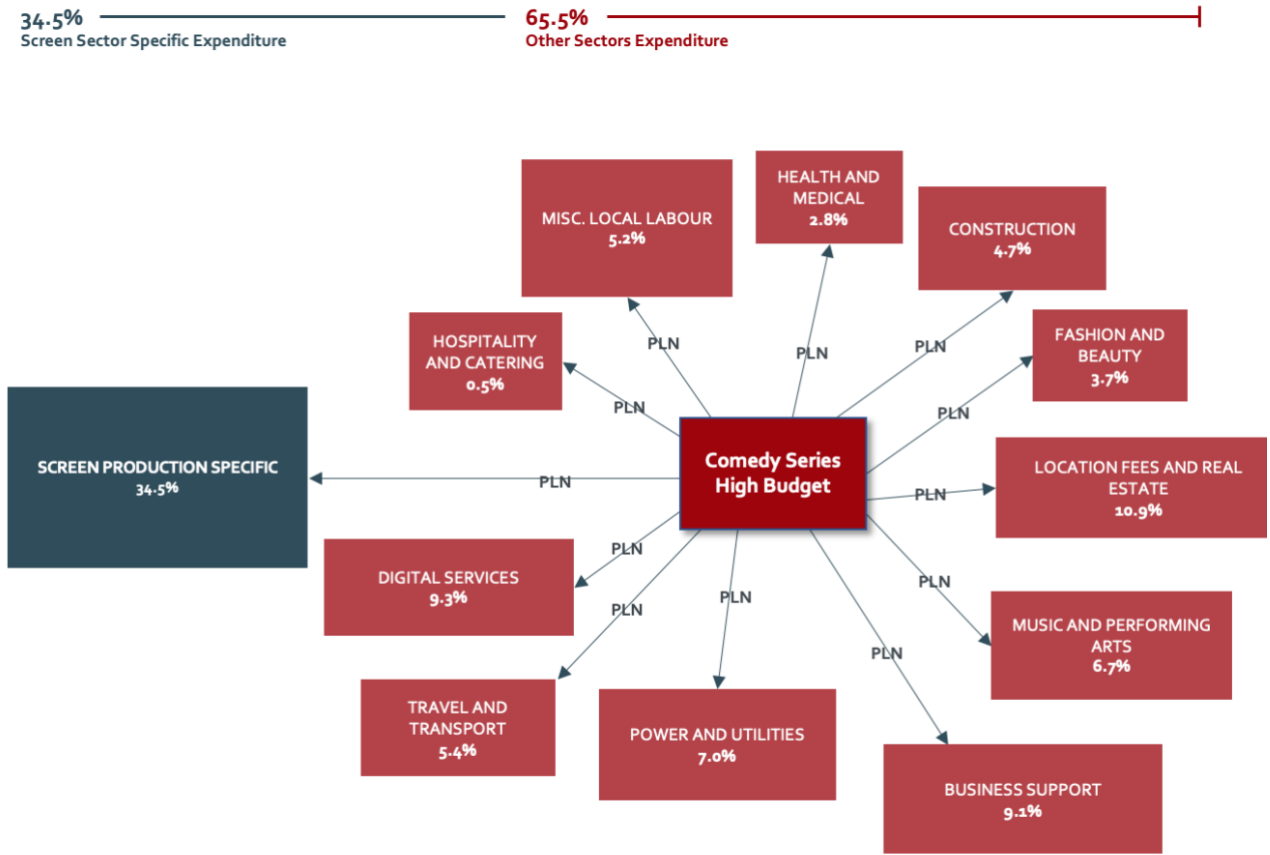 34.5%
Screen Sector Specific Expenditure
65.5%
Other Sectors Expenditure
MISC. LOCAL LABOUR
5.2%
HEALTH AND
MEDICAL
2.8%
CONSTRUCTION
4.7%
HOSPITALITY
AND CATERING
0.5%
FASHION AND
BEAUTY
3.7%
PLN
PLN
PLN
PLN
PLN
PLN
SCREEN PRODUCTION SPECIFIC
34.5%
PLN
Comedy Series
High Budget
PLN
LOCATION FEES AND REAL
ESTATE
10.9%
DIGITAL SERVICES
9.3%
PLN
PLN
PLN
PLN
PLN
MUSIC AND PERFORMING
ARTS
6.7%
TRAVEL AND
TRANSPORT
5.4%
POWER AND UTILITIES
7.0%
BUSINESS SUPPORT
9.1%